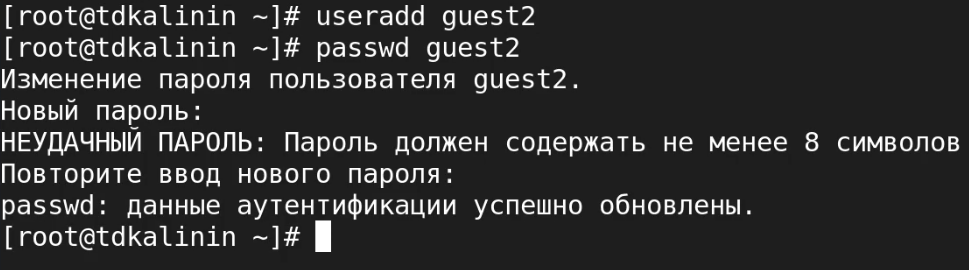 [root@tdkalinin ~]# useradd guest2
[root@tdkalinin ~]# passwd guest2
Изменение пароля пользователя guest2.
Новый пароль:
НЕУДАЧНЫЙ ПАРОЛЬ: Пароль должен содержать не менее 8 символов
Повторите ввод нового пароля:
passwd: данные аутентификации успешно обновлены.
[root@tdkalinin ~]#